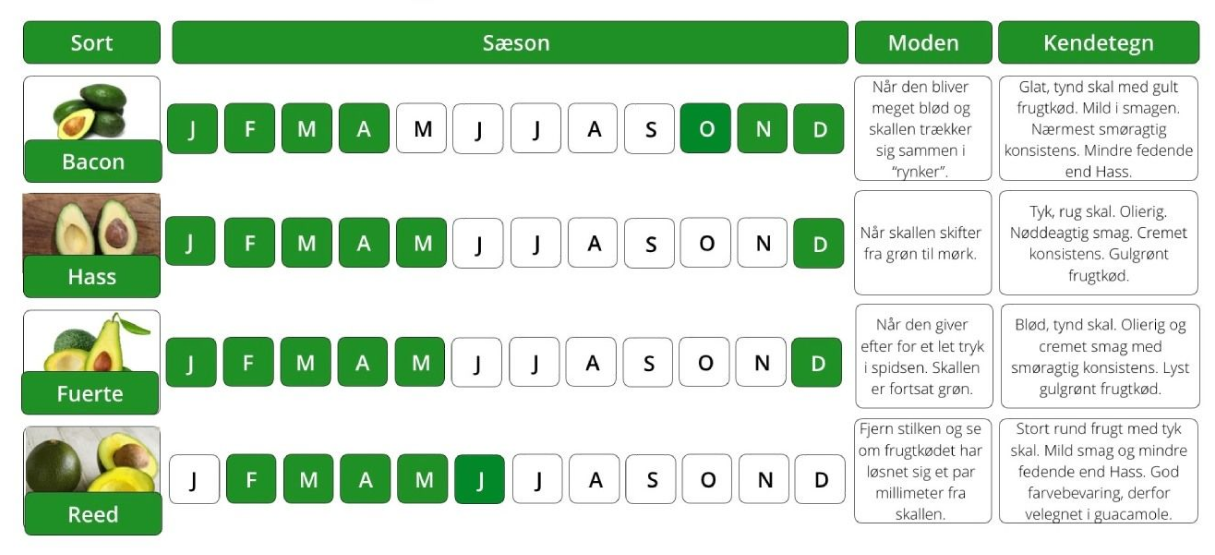 Sort
Sæson
Moden
Kendetegn
Bacon
J F M A M J J A S O N D
Når den bliver
meget blød og
skallen trækker
sig sammen i
“rynker”.
Glat, tynd skal med gult
frugtkød. Mild i smagen.
Nærmest smøragtig
konsistens. Mindre fedende
end Hass.
Hass
J F M A M J J A S O N D
Når skallen skifter
fra grøn til mørk.
Tyk, rug skal. Olierig.
Nøddeagtig smag. Cremet
konsistens. Gulgrønt
frugtkød.
Fuerte
J F M A M J J A S O N D
Når den giver
efter for et let tryk
i spidsen. Skallen
er fortsat grøn.
Blød, tynd skal. Olierig og
cremet smag med
smøragtig konsistens. Lyst
gulgrønt frugtkød.
Reed
J F M A M J J A S O N D
Fjern stilken og se
om frugtkødet har
løsnet sig et par
millimeter fra
skallen.
Stort rund frugt med tyk
skal. Mild smag og mindre
fedende end Hass. God
farvebevaring, derfor
velegnet i guacamole.